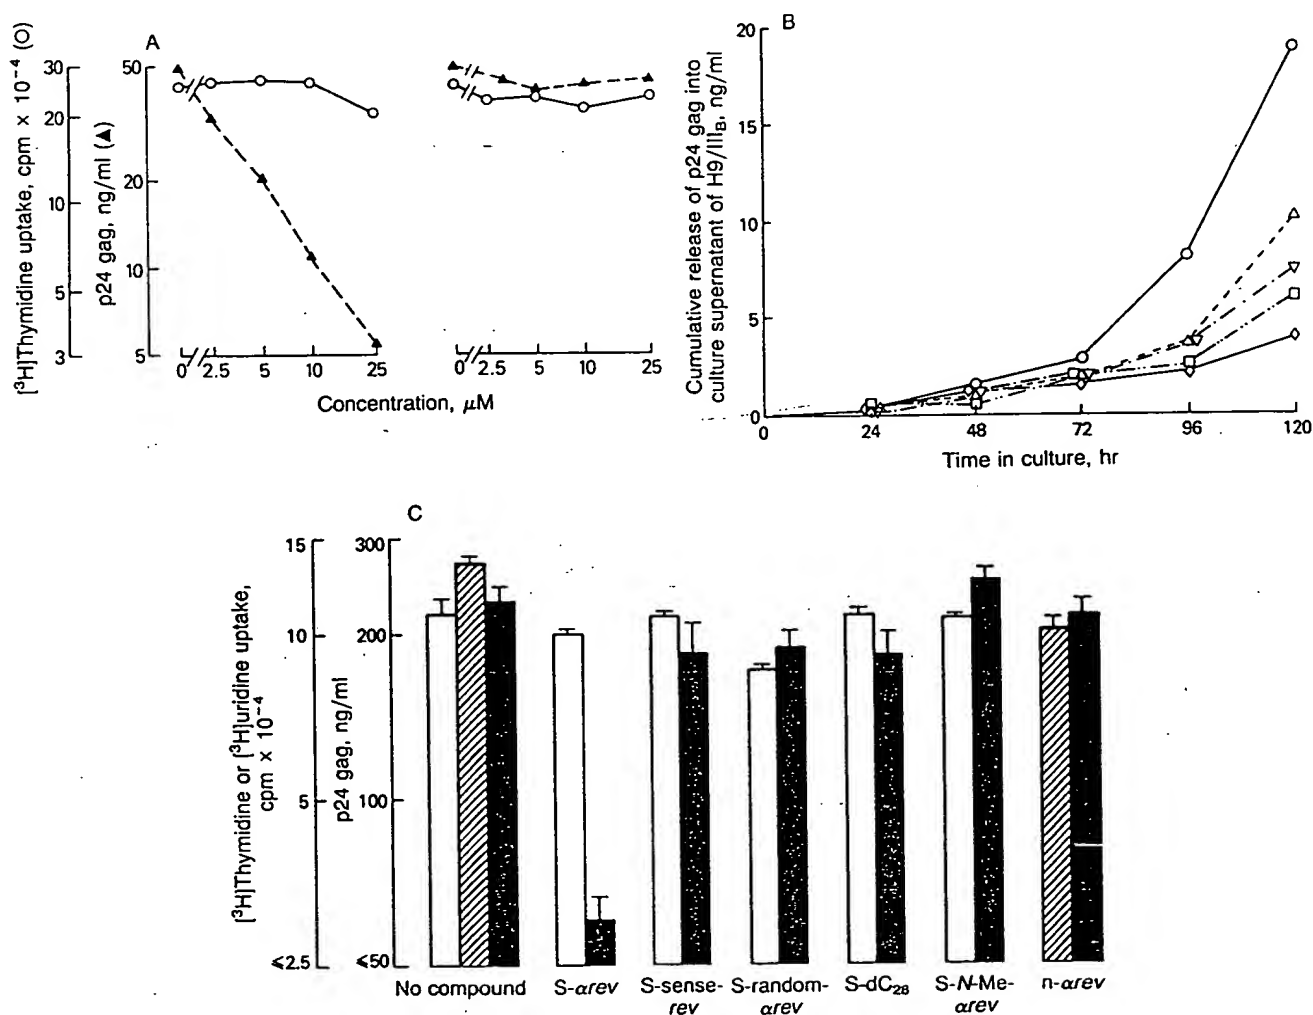 A
[³H]Thymidine uptake, cpm × 10⁻⁴ (O)
30
20
10
5
3
p24 gag, ng/ml (▲)
50
20
10
5
0 2.5 5 10 25
0 2.5 5 10 25
Concentration, μM
B
Cumulative release of p24 gag into
culture supernatant of H9/III_B, ng/ml
20
15
10
5
0
0 24 48 72 96 120
Time in culture, hr
C
[³H]Thymidine or [³H]uridine uptake,
cpm × 10⁻⁴
15
10
5
≤2.5
p24 gag, ng/ml
300
200
100
≤50
No compound
S-αrev
S-sense-
rev
S-random-
αrev
S-dC₂₈
S-N-Me-
αrev
n-αrev